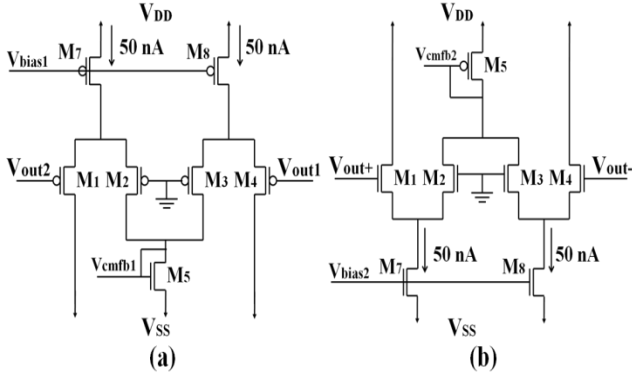 VDD VDD
M7 50 nA M8 50 nA
Vbias1
Vcmfb2 M5
Vout2 M1 M2 M3 M4 Vout1
Vout+ M1 M2 M3 M4 Vout-
Vcmfb1 M5
M7 50 nA M8 50 nA
Vbias2
VSS VSS
(a) (b)